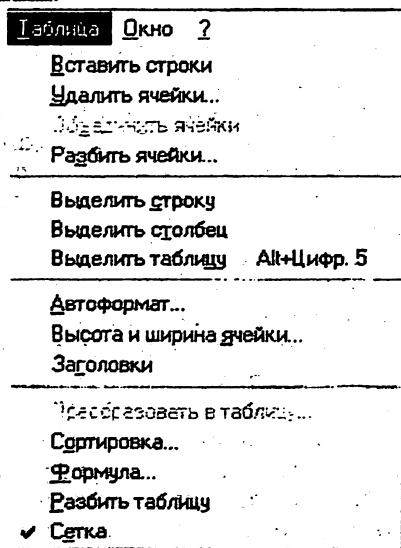 Таблица Окно ?
Вставить строки
Удалить ячейки...
Объединить ячейки
Разбить ячейки...
Выделить строку
Выделить столбец
Выделить таблицу Alt+Цифр. 5
Автоформат...
Высота и ширина ячейки...
Заголовки
Преобразовать в таблицу...
Сортировка...
Формула...
Разбить таблицу
Сетка